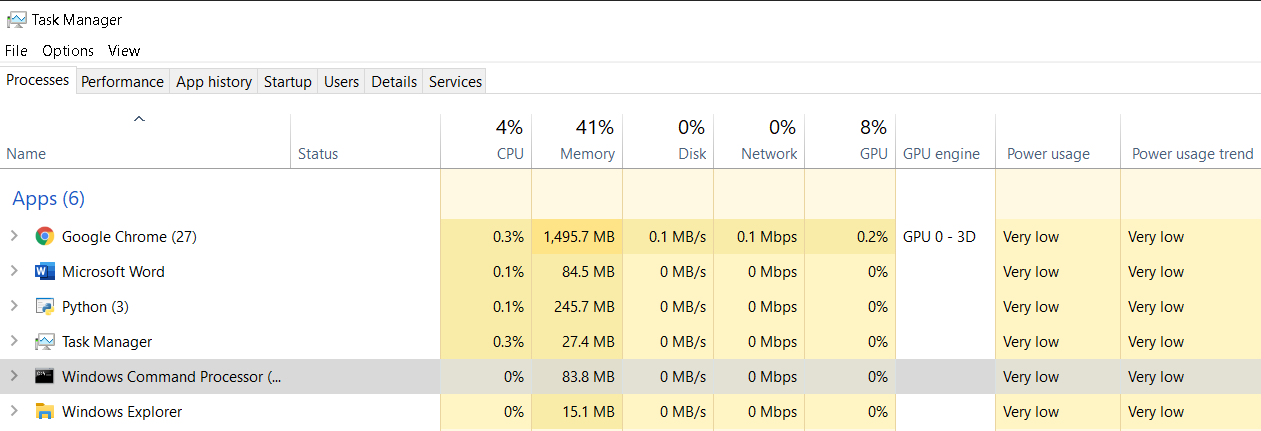 Task Manager
File Options View
Processes Performance App history Startup Users Details Services
4% 41% 0% 0% 8%
Name Status CPU Memory Disk Network GPU GPU engine Power usage Power usage trend
Apps (6)
Google Chrome (27) 0.3% 1,495.7 MB 0.1 MB/s 0.1 Mbps 0.2% GPU 0 - 3D Very low Very low
Microsoft Word 0.1% 84.5 MB 0 MB/s 0 Mbps 0% Very low Very low
Python (3) 0.1% 245.7 MB 0 MB/s 0 Mbps 0% Very low Very low
Task Manager 0.3% 27.4 MB 0 MB/s 0 Mbps 0% Very low Very low
Windows Command Processor (... 0% 83.8 MB 0 MB/s 0 Mbps 0% Very low Very low
Windows Explorer 0% 15.1 MB 0 MB/s 0 Mbps 0% Very low Very low